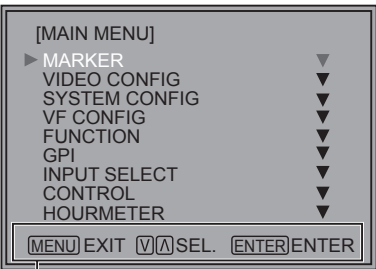 [MAIN MENU]
▶ MARKER ▼
VIDEO CONFIG ▼
SYSTEM CONFIG ▼
VF CONFIG ▼
FUNCTION ▼
GPI ▼
INPUT SELECT ▼
CONTROL ▼
HOURMETER ▼
MENU EXIT V Λ SEL. ENTER ENTER